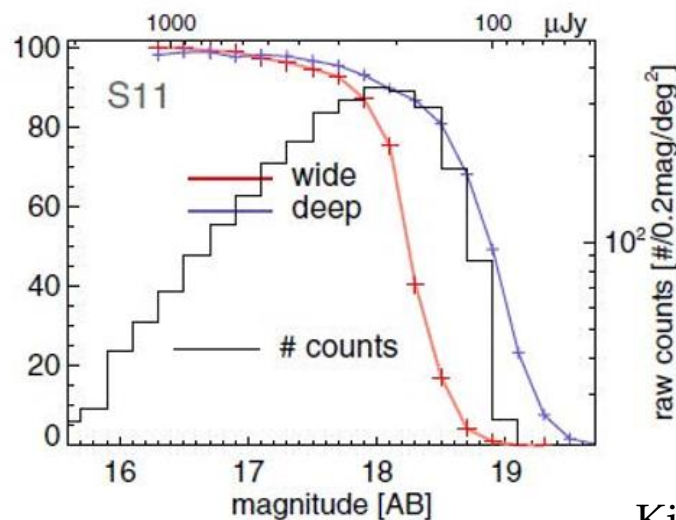 1000 100 μJy
100
S11
80
wide
60
deep
10²
40
# counts
20
0
16 17 18 19
magnitude [AB]
raw counts [#/0.2mag/deg²]
Ki